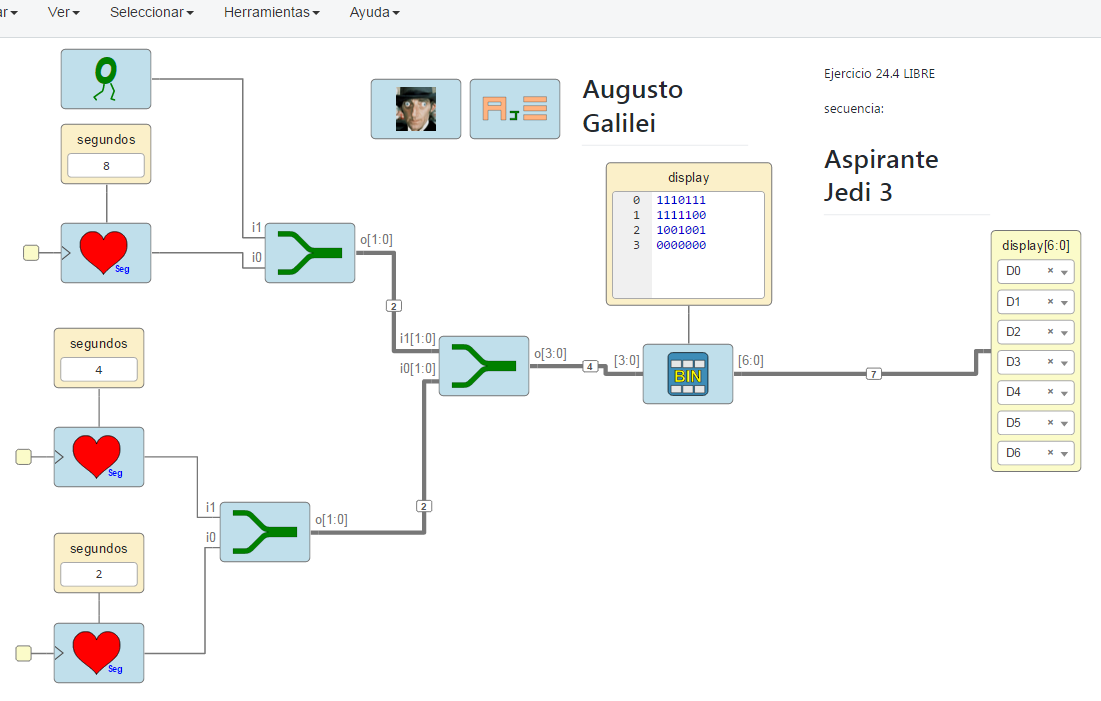 ar Ver Seleccionar Herramientas Ayuda
Ejercicio 24.4 LIBRE
secuencia:
Aspirante
Jedi 3
Augusto
Galilei
0
segundos
8
Seg
i1
i0
o[1:0]
2
segundos
4
Seg
i1
i0
o[1:0]
2
segundos
2
Seg
i1[1:0]
i0[1:0]
o[3:0]
4
display
0 1110111
1 1111100
2 1001001
3 0000000
[3:0]
BIN
[6:0]
7
display[6:0]
D0 ×
D1 ×
D2 ×
D3 ×
D4 ×
D5 ×
D6 ×